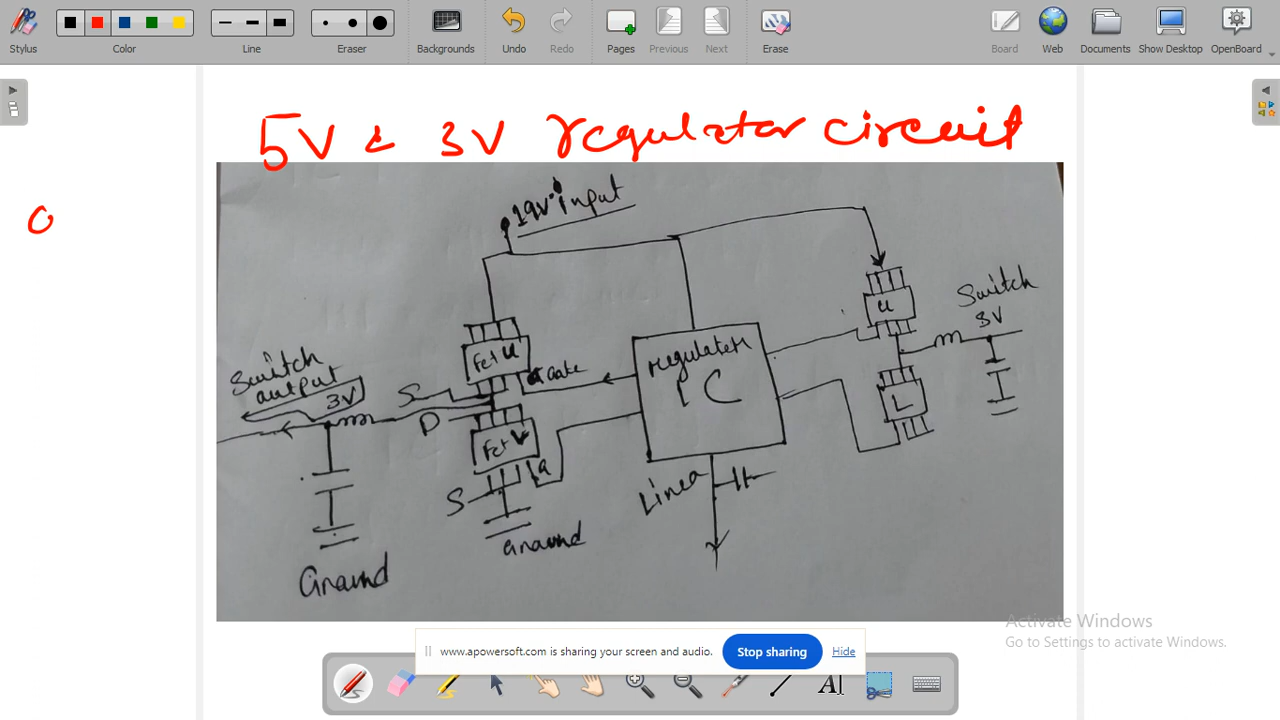 Stylus
Color
Line
Eraser
Backgrounds
Undo
Redo
Pages
Previous
Next
Erase
Board
Web
Documents
Show Desktop
OpenBoard
5V & 3V regulator circuit
19V input
Switch
3V
U
Fet U
Gate
regulater
IC
Switch
output
3V
S
D
L
Fet
G
S
Linea
Ground
Ground
Activate Windows
Go to Settings to activate Windows.
www.apowersoft.com is sharing your screen and audio.
Stop sharing
Hide